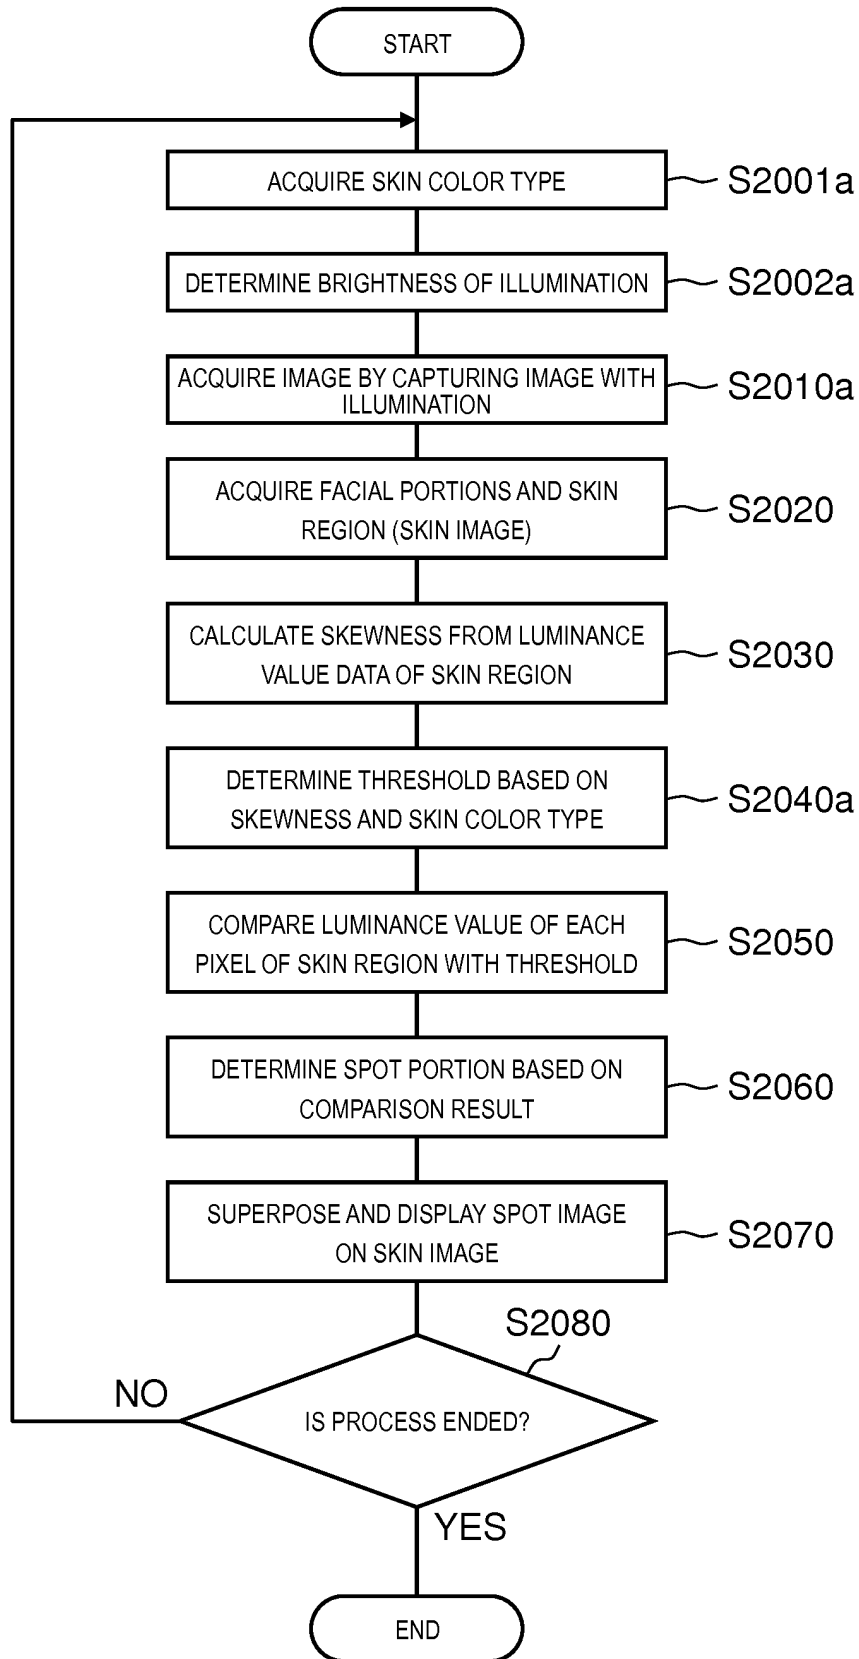 START
ACQUIRE SKIN COLOR TYPE
S2001a
DETERMINE BRIGHTNESS OF ILLUMINATION
S2002a
ACQUIRE IMAGE BY CAPTURING IMAGE WITH
ILLUMINATION
S2010a
ACQUIRE FACIAL PORTIONS AND SKIN
REGION (SKIN IMAGE)
S2020
CALCULATE SKEWNESS FROM LUMINANCE
VALUE DATA OF SKIN REGION
S2030
DETERMINE THRESHOLD BASED ON
SKEWNESS AND SKIN COLOR TYPE
S2040a
COMPARE LUMINANCE VALUE OF EACH
PIXEL OF SKIN REGION WITH THRESHOLD
S2050
DETERMINE SPOT PORTION BASED ON
COMPARISON RESULT
S2060
SUPERPOSE AND DISPLAY SPOT IMAGE
ON SKIN IMAGE
S2070
S2080
NO
IS PROCESS ENDED?
YES
END